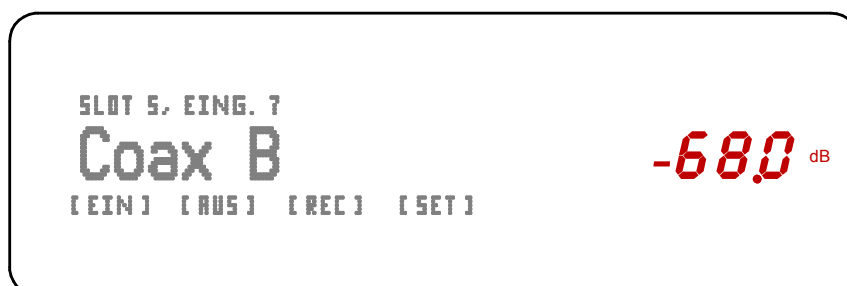 SLOT 5, EING. 7
Coax B
-68.0 dB
[EIN] [AUS] [REC] [SET]